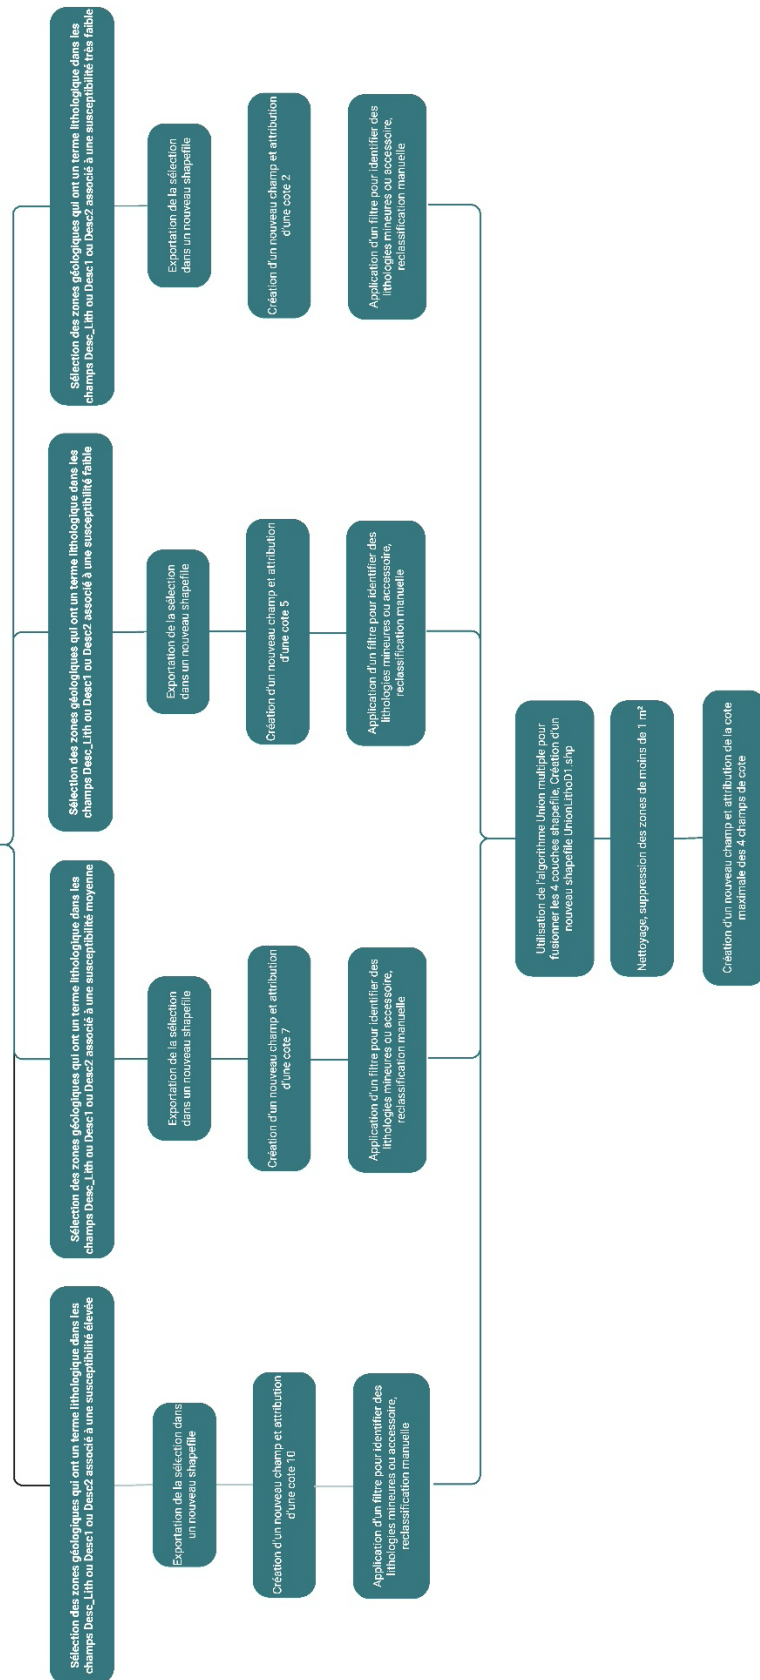 Sélection des zones géologiques qui ont un terme lithologique dans les
champs Desc_Lith ou Desc1 ou Desc2 associé à une susceptibilité élevée
Sélection des zones géologiques qui ont un terme lithologique dans les
champs Desc_Lith ou Desc1 ou Desc2 associé à une susceptibilité moyenne
Sélection des zones géologiques qui ont un terme lithologique dans les
champs Desc_Lith ou Desc1 ou Desc2 associé à une susceptibilité faible
Sélection des zones géologiques qui ont un terme lithologique dans les
champs Desc_Lith ou Desc1 ou Desc2 associé à une susceptibilité très faible
Exportation de la sélection dans
un nouveau shapefile
Exportation de la sélection
dans un nouveau shapefile
Exportation de la sélection
dans un nouveau shapefile
Exportation de la sélection
dans un nouveau shapefile
Création d'un nouveau champ et attribution
d'une cote 10
Création d'un nouveau champ et attribution
d'une cote 7
Création d'un nouveau champ et attribution
d'une cote 5
Création d'un nouveau champ et attribution
d'une cote 2
Application d'un filtre pour identifier des
lithologies mineures ou accessoire,
reclassification manuelle
Application d'un filtre pour identifier des
lithologies mineures ou accessoire,
reclassification manuelle
Application d'un filtre pour identifier des
lithologies mineures ou accessoire,
reclassification manuelle
Application d'un filtre pour identifier des
lithologies mineures ou accessoire,
reclassification manuelle
Utilisation de l'algorithme Union multiple pour
fusionner les 4 couches shapefile, Création d'un
nouveau shapefile UnionLithoD1.shp
Nettoyage, suppression des zones de moins de 1 m²
Création d'un nouveau champ et attribution de la cote
maximale des 4 champs de cote